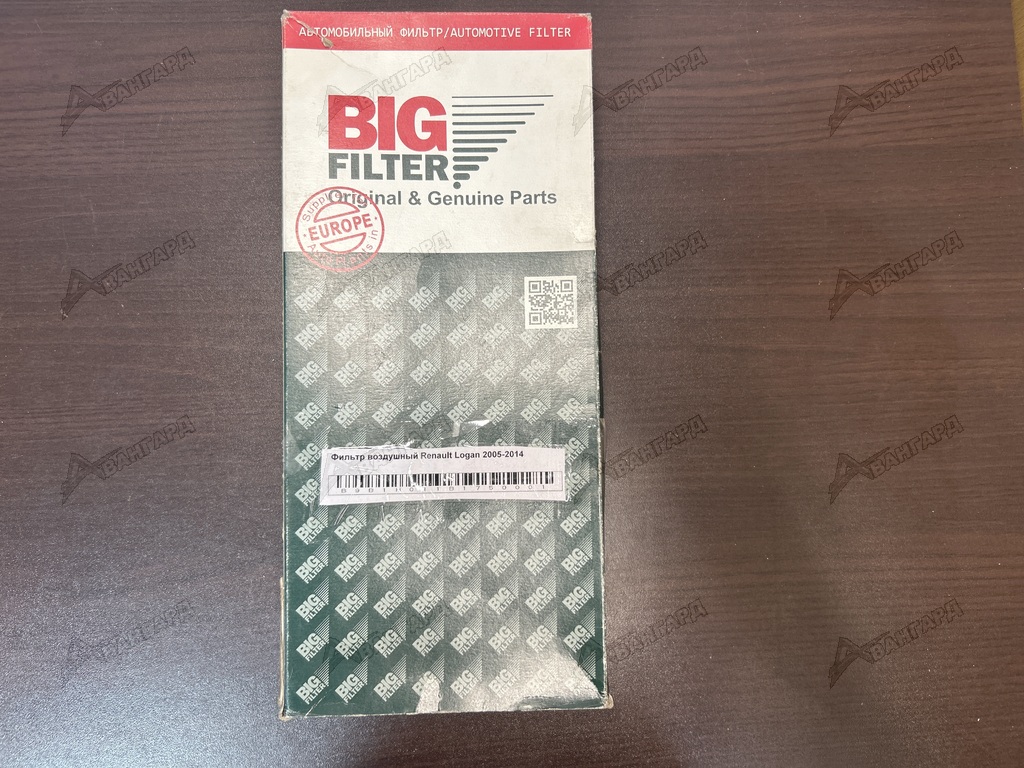 АВТОМОБИЛЬНЫЙ ФИЛЬТР/AUTOMOTIVE FILTER
BIG
FILTER
Original & Genuine Parts
EUROPE
Фильтр воздушный Renault Logan 2005-2014
АВАНГАРД